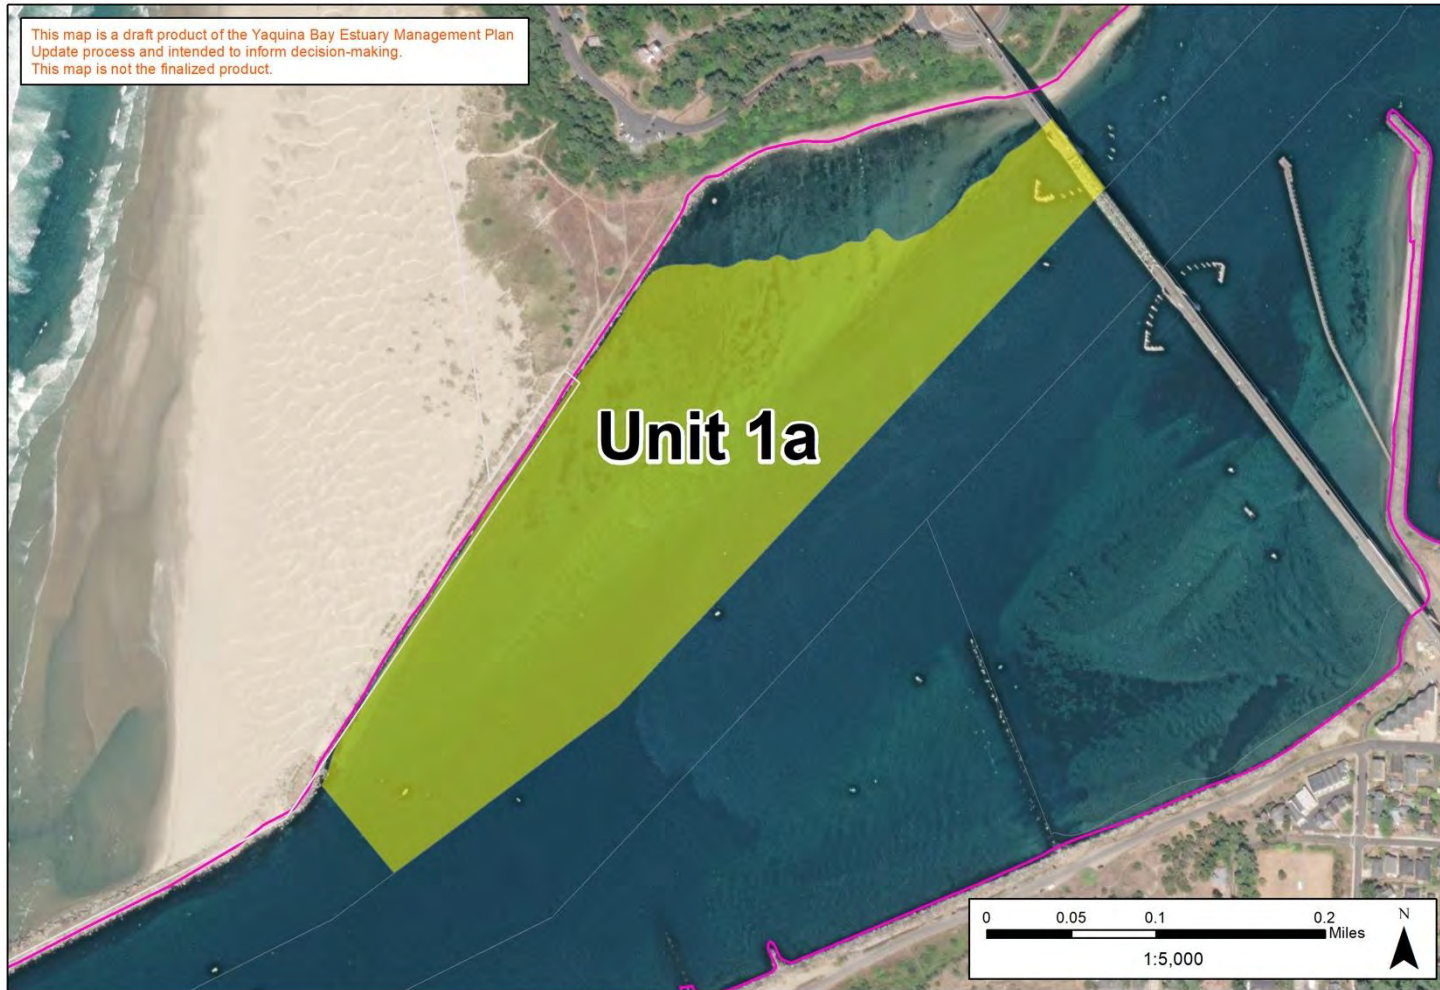 This map is a draft product of the Yaquina Bay Estuary Management Plan
Update process and intended to inform decision-making.
This map is not the finalized product.
Unit 1a
0 0.05 0.1 0.2
Miles
N
1:5,000